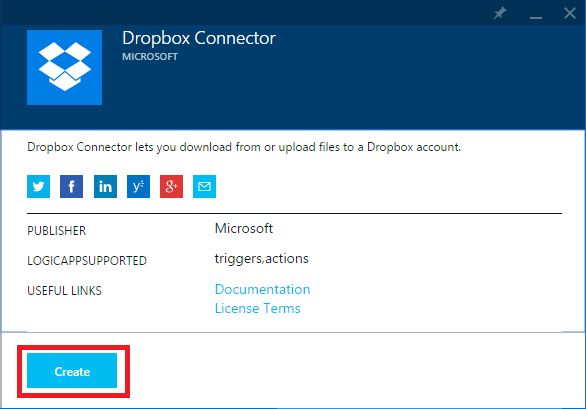 Dropbox Connector
MICROSOFT
Dropbox Connector lets you download from or upload files to a Dropbox account.
PUBLISHER Microsoft
LOGICAPPSUPPORTED triggers,actions
USEFUL LINKS Documentation
License Terms
Create